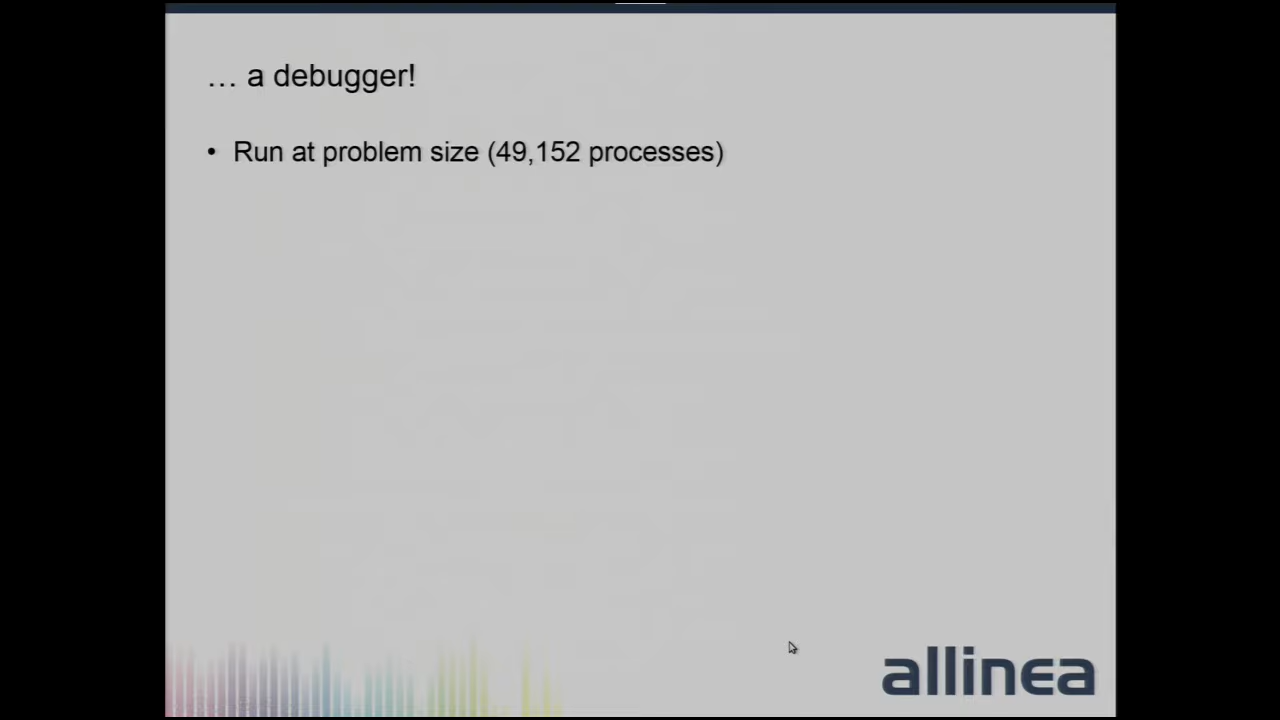 … a debugger!
• Run at problem size (49,152 processes)
allinea